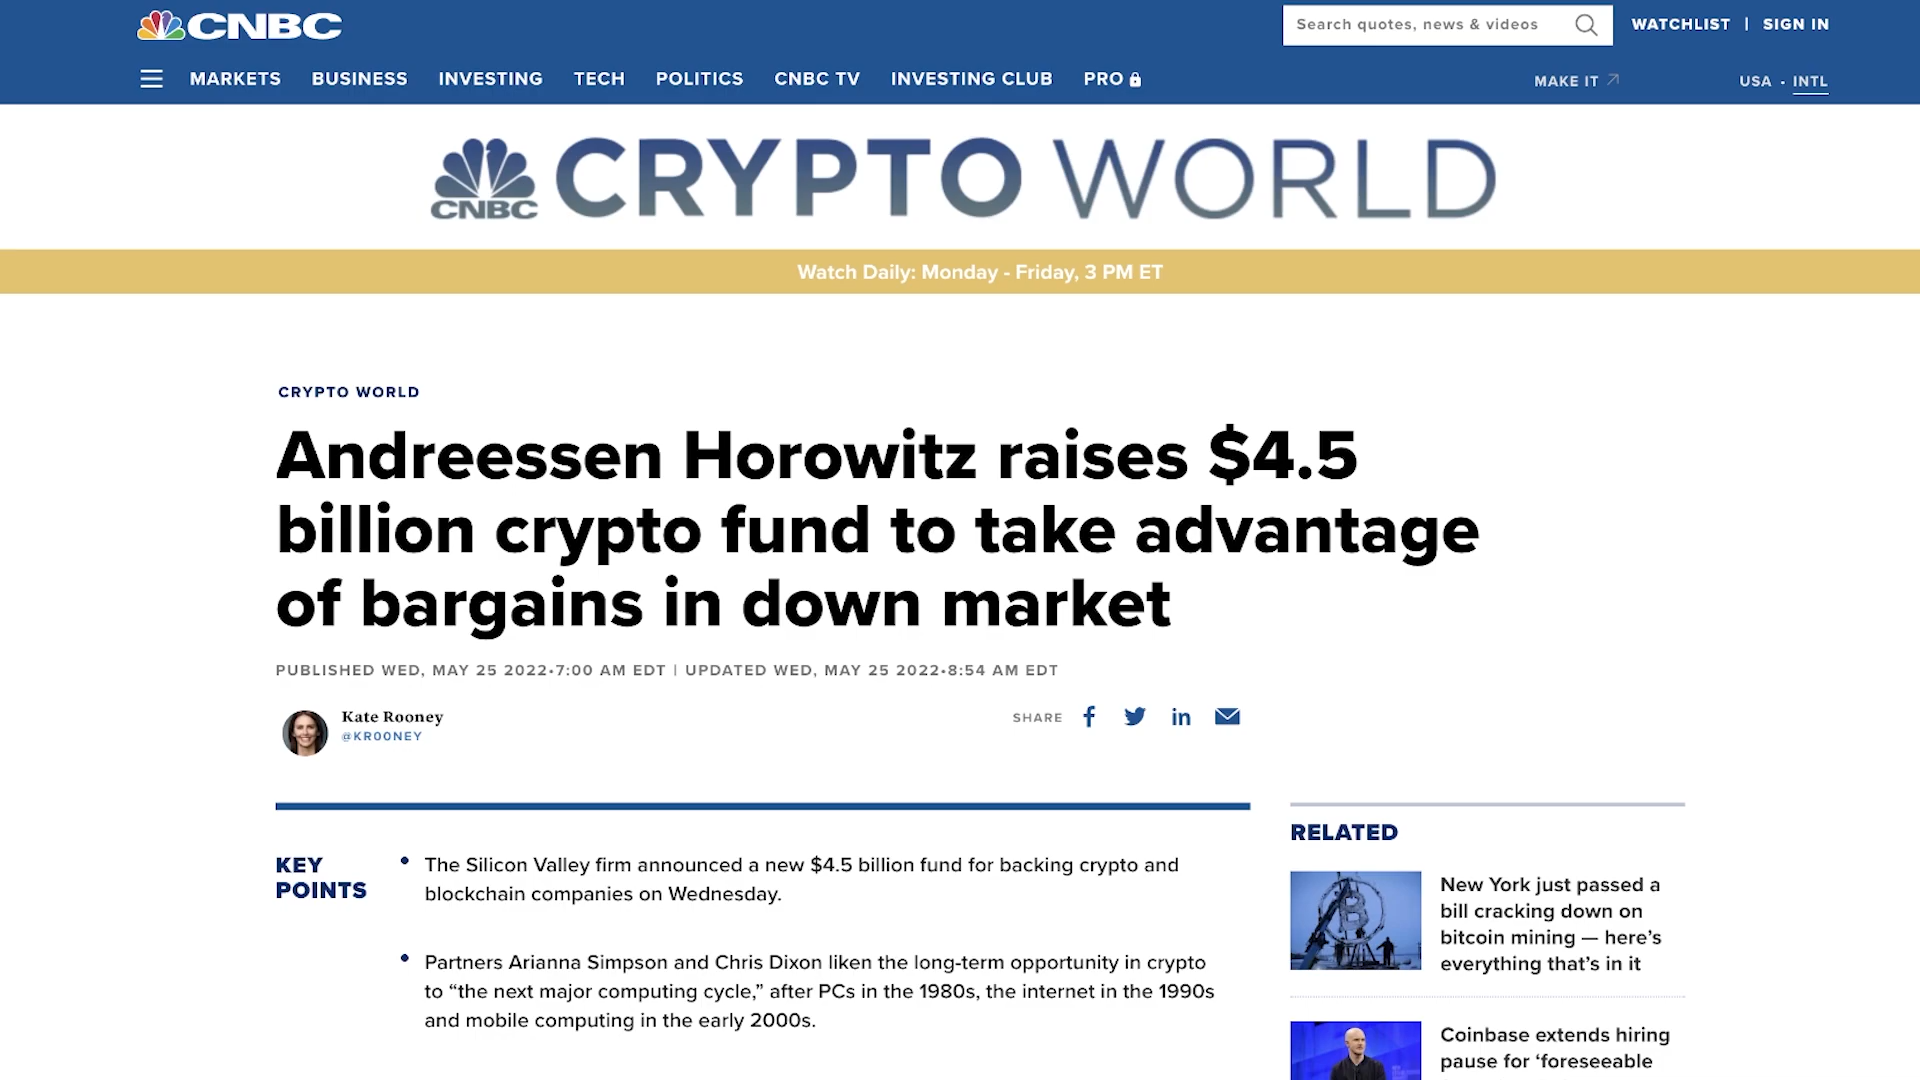 CNBC
Search quotes, news & videos
WATCHLIST | SIGN IN
MARKETS BUSINESS INVESTING TECH POLITICS CNBC TV INVESTING CLUB PRO
MAKE IT
USA • INTL
CNBC CRYPTO WORLD
Watch Daily: Monday - Friday, 3 PM ET
CRYPTO WORLD
Andreessen Horowitz raises $4.5
billion crypto fund to take advantage
of bargains in down market
PUBLISHED WED, MAY 25 2022•7:00 AM EDT | UPDATED WED, MAY 25 2022•8:54 AM EDT
Kate Rooney
@KR00NEY
SHARE
KEY
POINTS
• The Silicon Valley firm announced a new $4.5 billion fund for backing crypto and
blockchain companies on Wednesday.
• Partners Arianna Simpson and Chris Dixon liken the long-term opportunity in crypto
to “the next major computing cycle,” after PCs in the 1980s, the internet in the 1990s
and mobile computing in the early 2000s.
RELATED
New York just passed a
bill cracking down on
bitcoin mining — here’s
everything that’s in it
Coinbase extends hiring
pause for ‘foreseeable